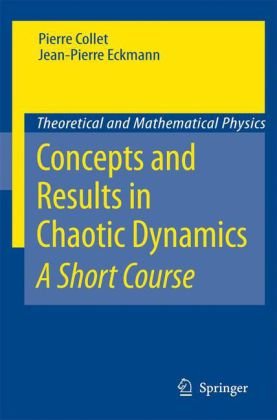 Pierre Collet
Jean-Pierre Eckmann
Theoretical and Mathematical Physics
Concepts and
Results in
Chaotic Dynamics
A Short Course
Springer